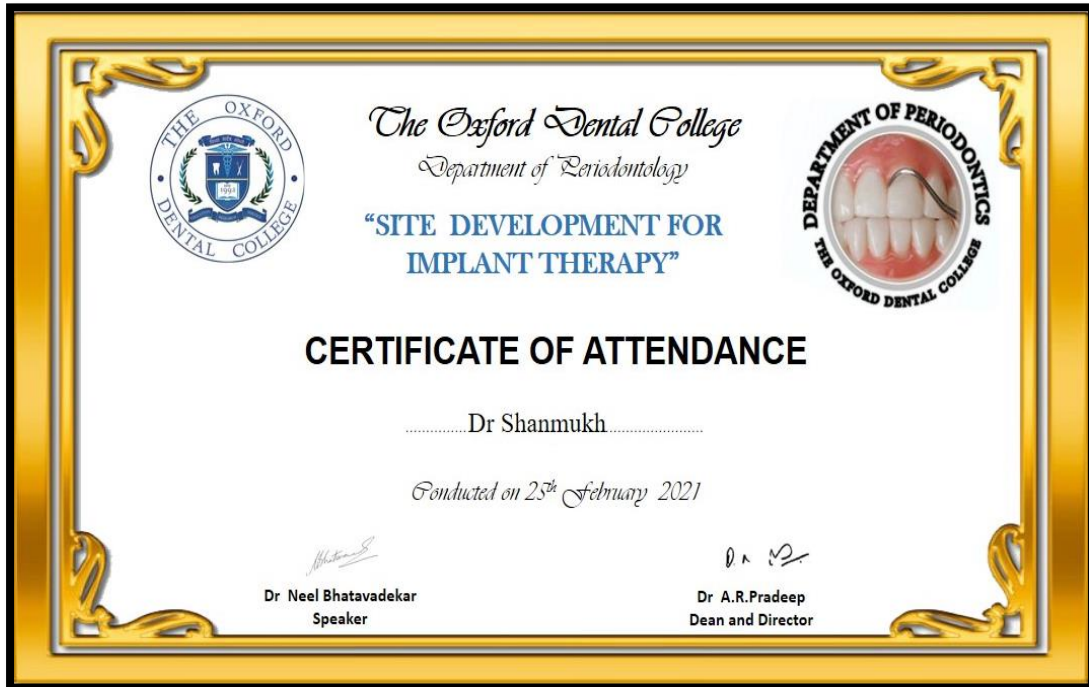 THE OXFORD
DENTAL COLLEGE
1992
The Oxford Dental College
Department of Periodontology
"SITE DEVELOPMENT FOR
IMPLANT THERAPY"
DEPARTMENT OF PERIODONTICS
THE OXFORD DENTAL COLLEGE
CERTIFICATE OF ATTENDANCE
...............Dr Shanmukh........................
Conducted on 25th February 2021
Dr Neel Bhatavadekar
Speaker
Dr A.R.Pradeep
Dean and Director